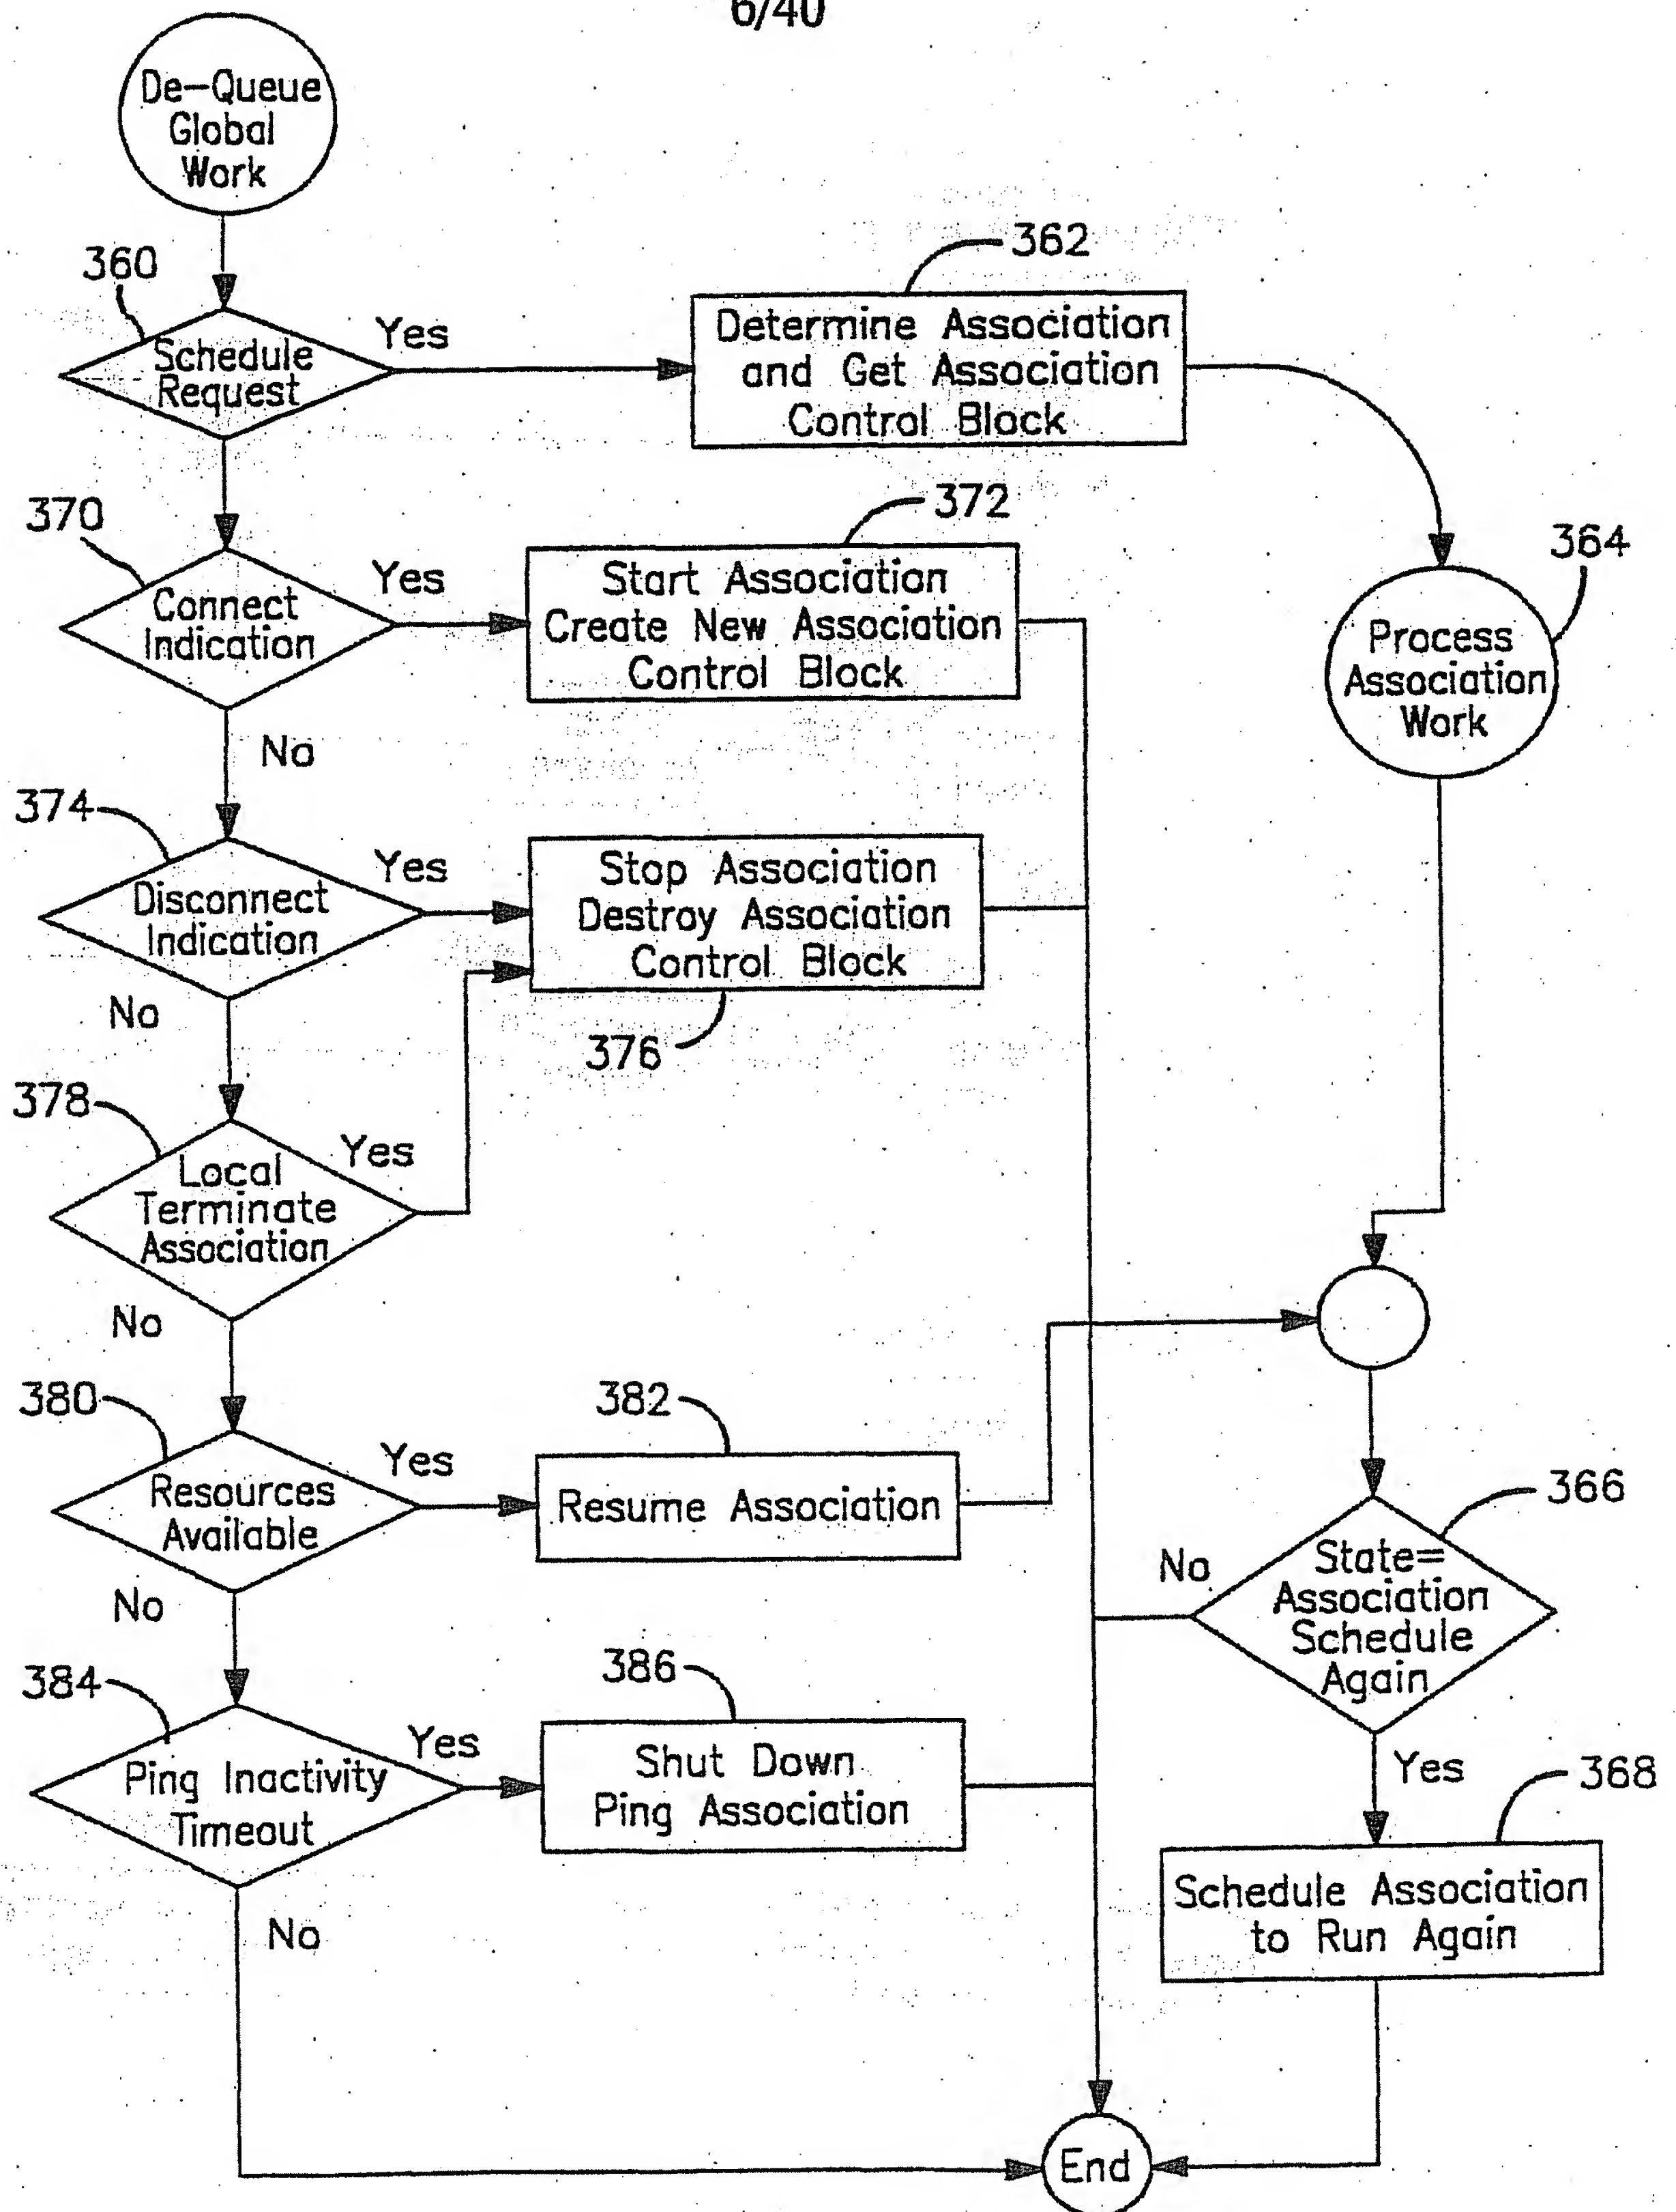 6/40
De-Queue
Global
Work
360
Schedule
Request
Yes
362
Determine Association
and Get Association
Control Block
370
Connect
Indication
Yes
372
Start Association
Create New Association
Control Block
364
Process
Association
Work
No
374
Disconnect
Indication
Yes
Stop Association
Destroy Association
Control Block
376
No
378
Local
Terminate
Association
Yes
No
380
Resources
Available
Yes
382
Resume Association
366
State=
Association
Schedule
Again
No
Yes
No
384
Ping Inactivity
Timeout
Yes
386
Shut Down
Ping Association
368
Schedule Association
to Run Again
No
End